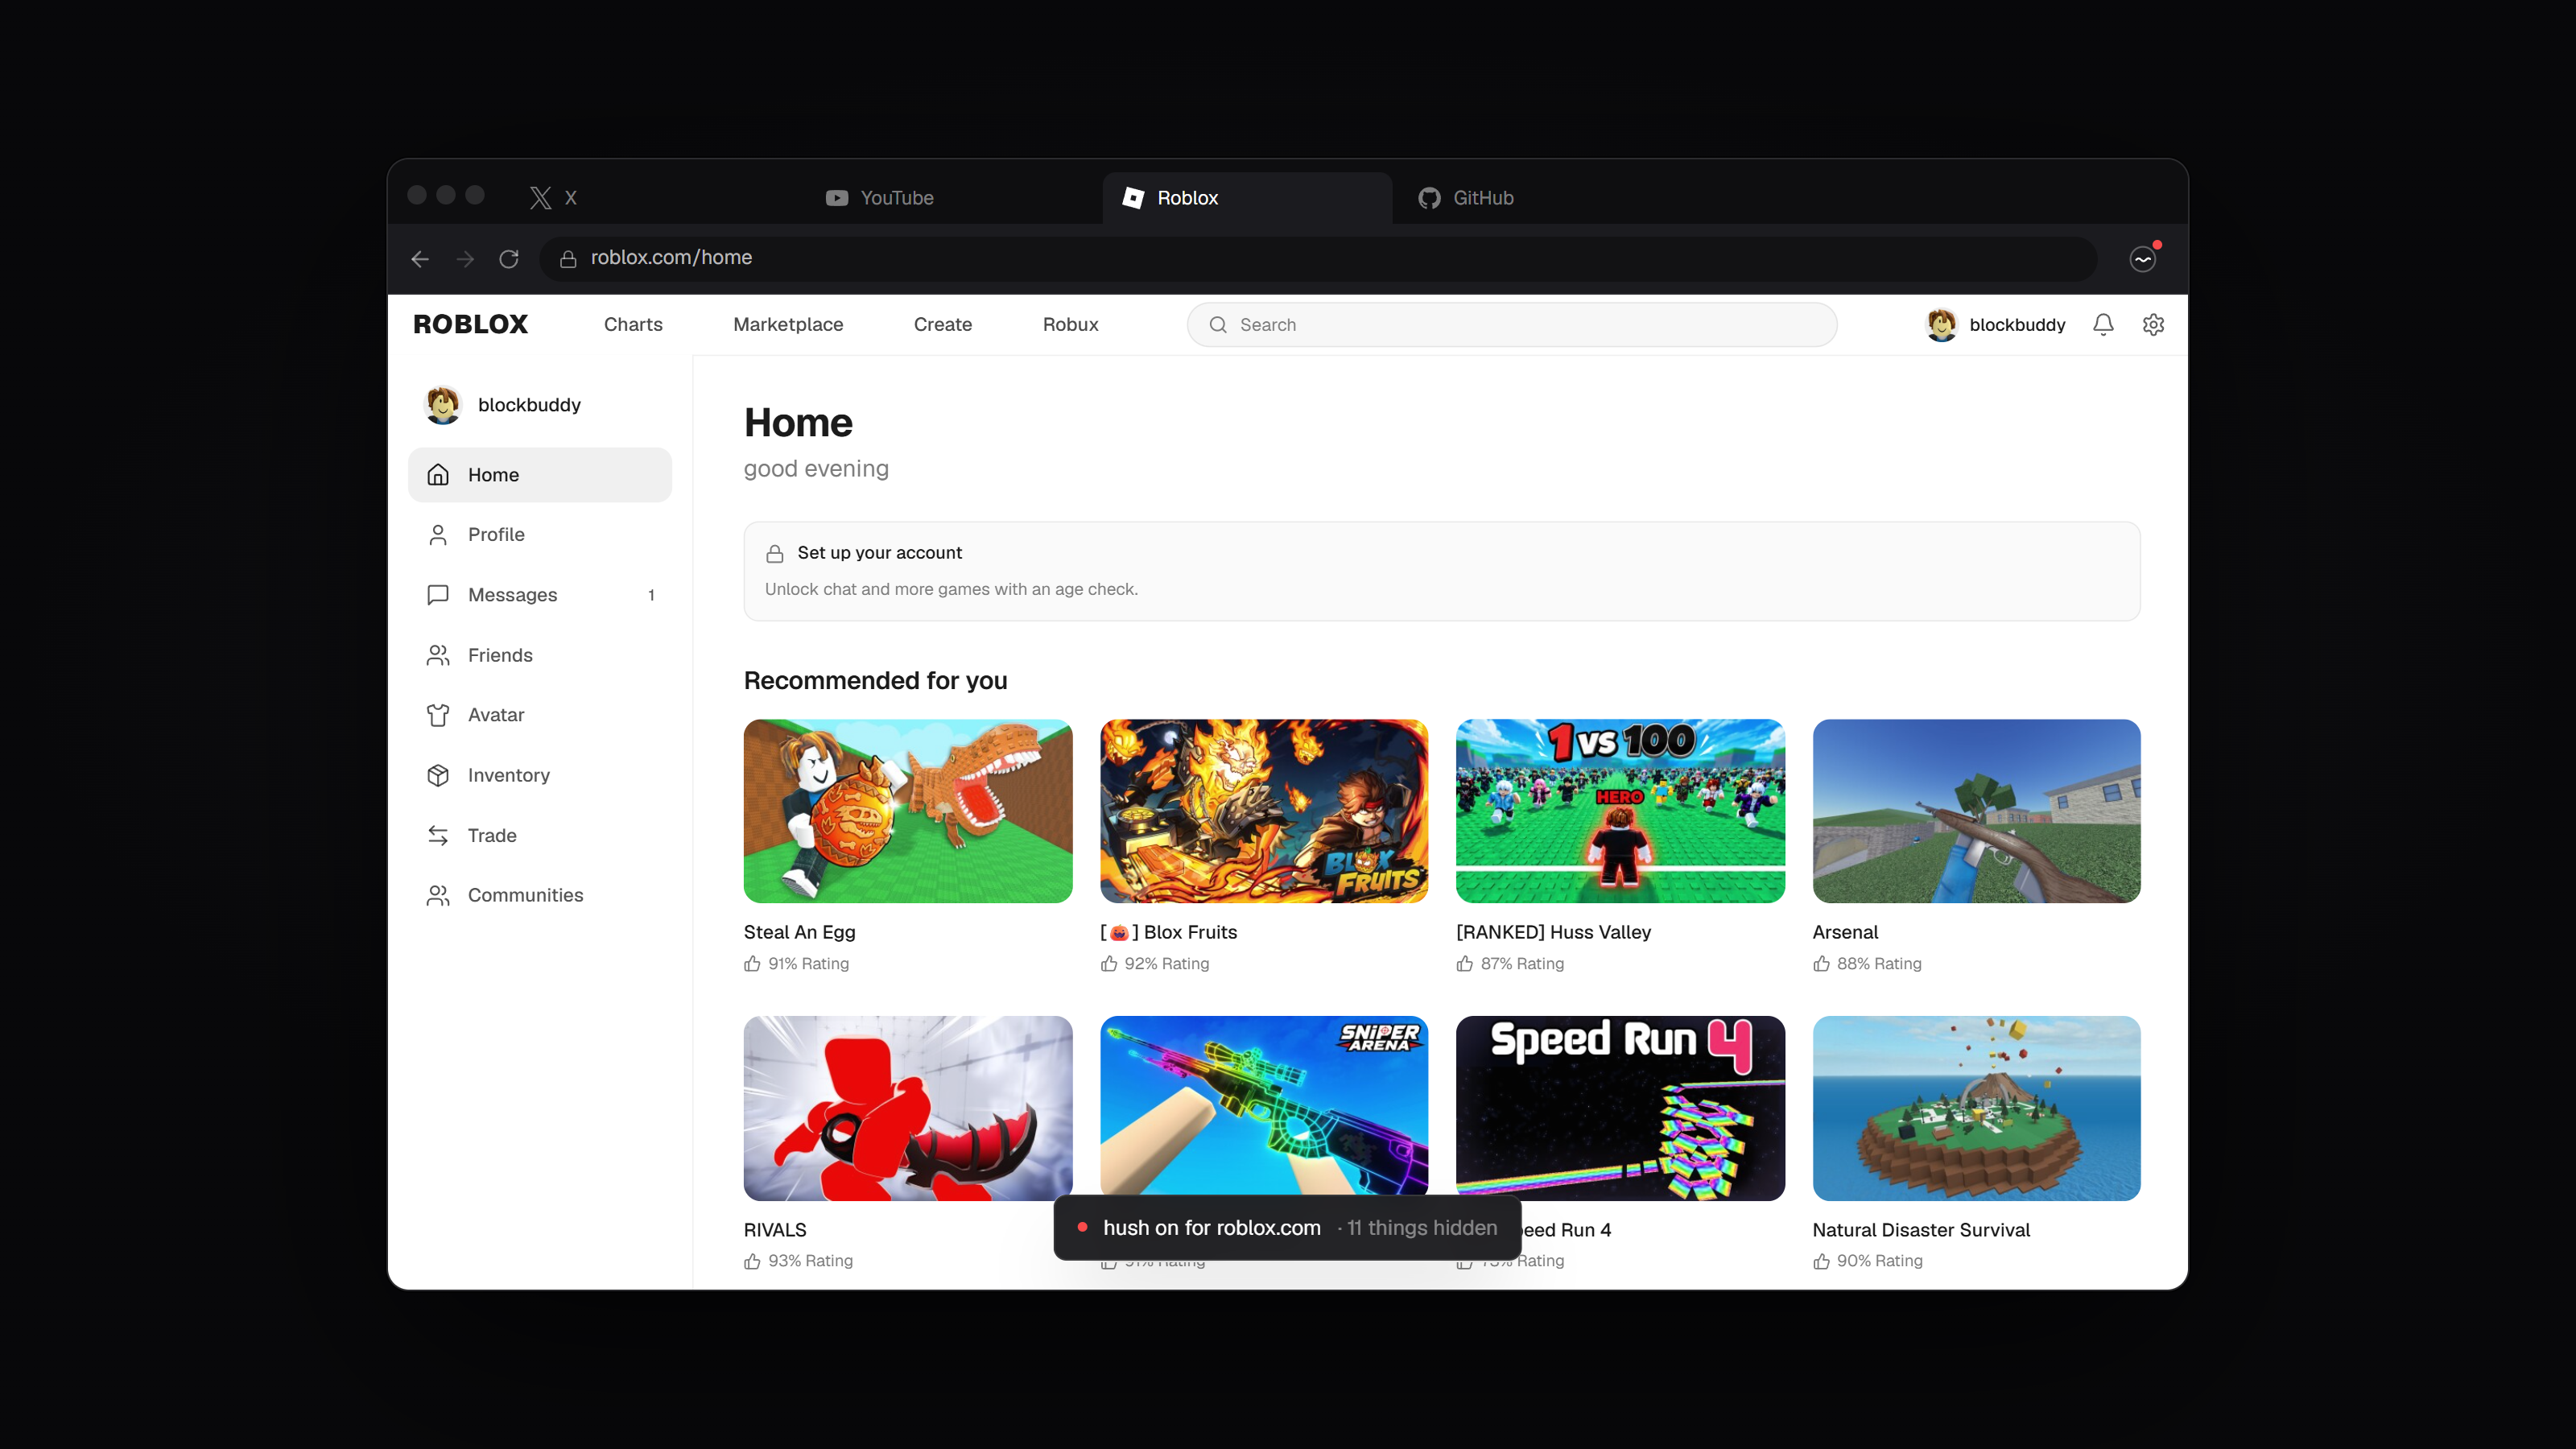 X
YouTube
Roblox
GitHub
roblox.com/home
ROBLOX
Charts
Marketplace
Create
Robux
Search
blockbuddy
blockbuddy
Home
Profile
Messages
1
Friends
Avatar
Inventory
Trade
Communities
Home
good evening
Set up your account
Unlock chat and more games with an age check.
Recommended for you
BLOX
FRUITS
1 VS 100
HERO
Steal An Egg
91% Rating
[🎃] Blox Fruits
92% Rating
[RANKED] Huss Valley
87% Rating
Arsenal
88% Rating
SNIPER
ARENA
Speed Run 4
RIVALS
93% Rating
eed Run 4
Rating
Natural Disaster Survival
90% Rating
hush on for roblox.com · 11 things hidden